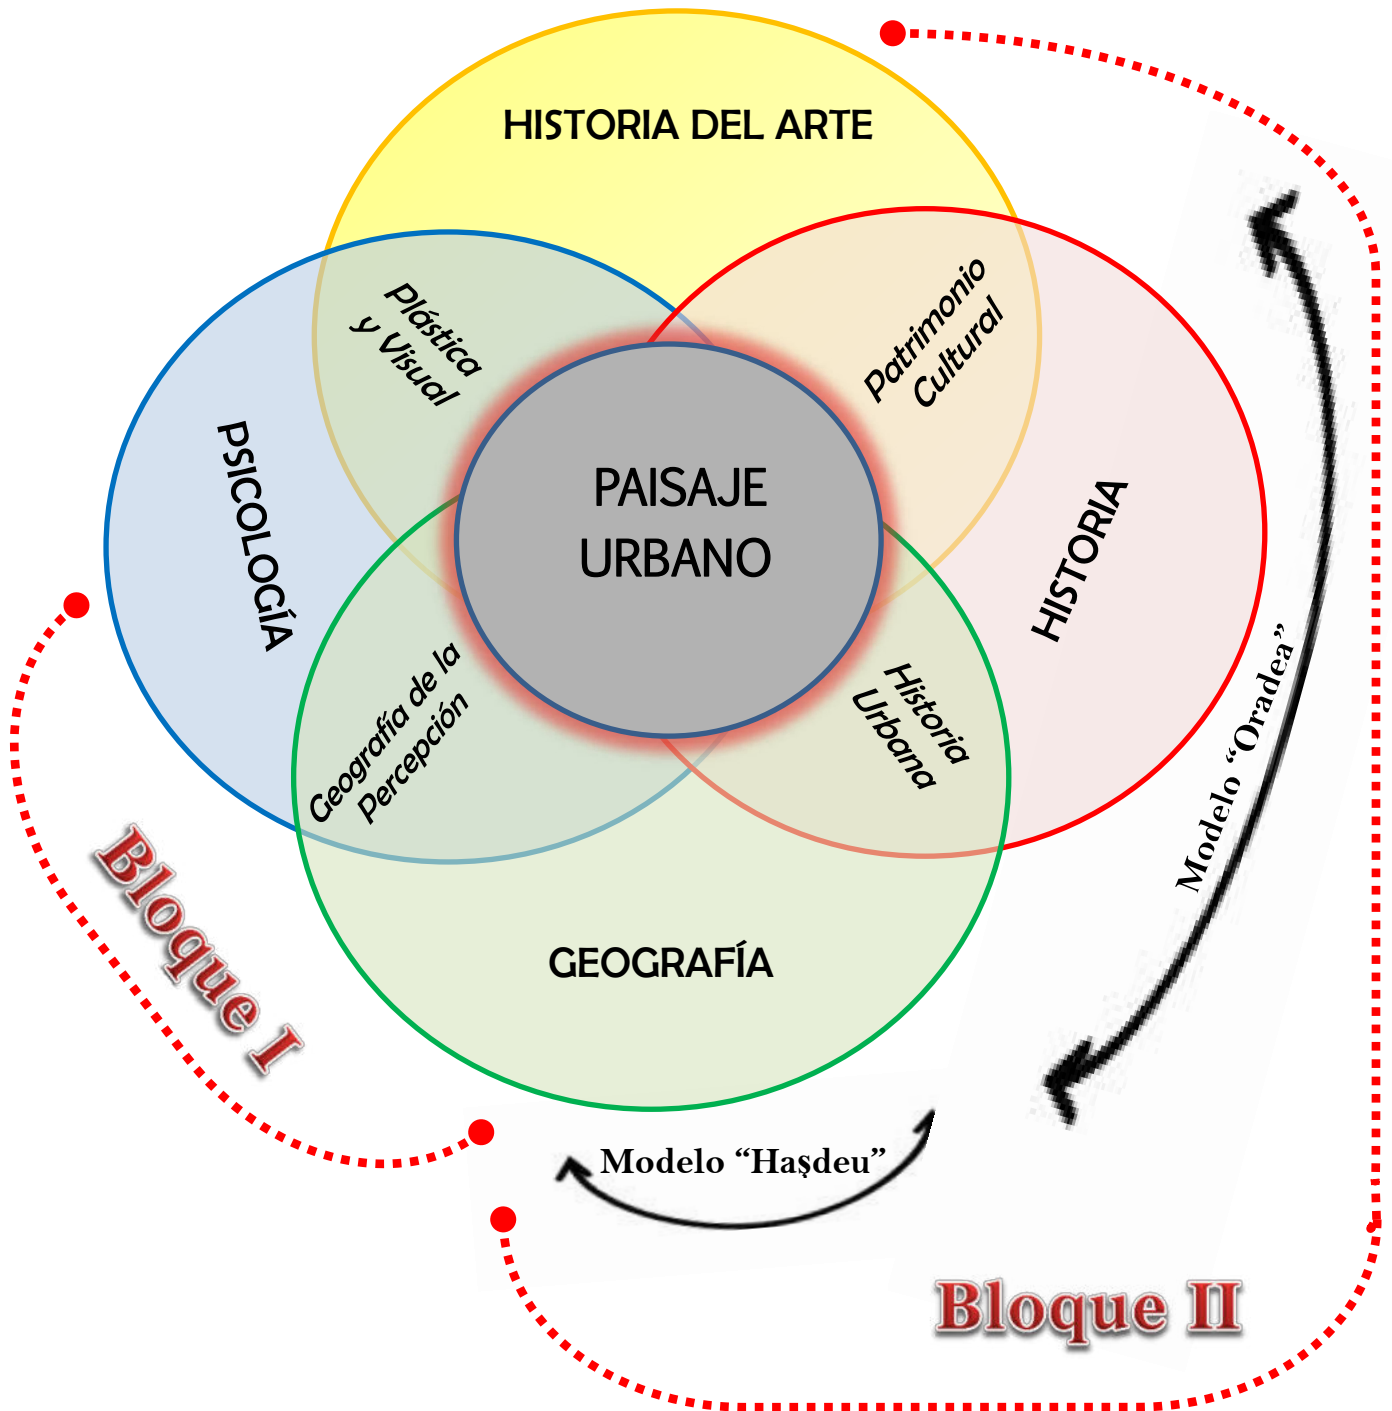 HISTORIA DEL ARTE
Plástica
y Visual
Patrimonio
Cultural
PSICOLOGÍA
PAISAJE
URBANO
HISTORIA
Geografía de la
Percepción
Historia
Urbana
Modelo “Oradea”
Bloque I
GEOGRAFÍA
Modelo “Hașdeu”
Bloque II